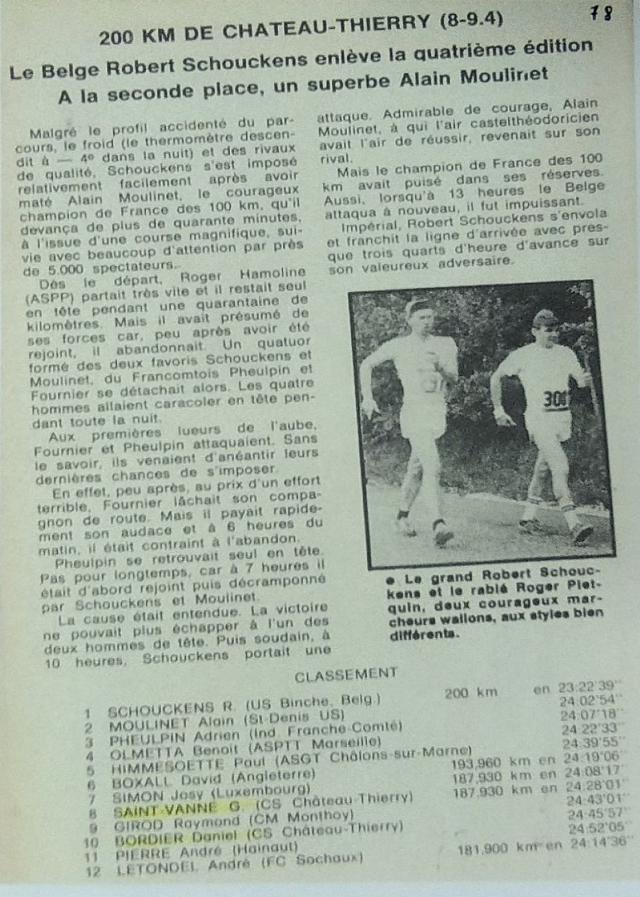 78
200 KM DE CHATEAU-THIERRY (8-9.4)
Le Belge Robert Schouckens enlève la quatrième édition
A la seconde place, un superbe Alain Moulinet
Malgré le profil accidenté du par-
cours, le froid (le thermomètre descen-
dit à — 4° dans la nuit) et des rivaux
de qualité, Schouckens s'est imposé
relativement facilement après avoir
maté Alain Moulinet, le courageux
champion de France des 100 km, qu'il
devança de plus de quarante minutes,
à l'issue d'une course magnifique, sui-
vie avec beaucoup d'attention par près
de 5.000 spectateurs.
Dès le départ, Roger Hamoline
(ASPP) partait très vite et il restait seul
en tête pendant une quarantaine de
kilomètres. Mais il avait présumé de
ses forces car, peu après avoir été
rejoint, il abandonnait. Un quatuor
formé des deux favoris Schouckens et
Moulinet, du Francomtois Pheulpin et
Fournier se détachait alors. Les quatre
hommes allaient caracoler en tête pen-
dant toute la nuit.
Aux premières lueurs de l'aube,
Fournier et Pheulpin attaquaient. Sans
le savoir, ils venaient d'anéantir leurs
dernières chances de s'imposer.
En effet, peu après, au prix d'un effort
terrible, Fournier lâchait son compa-
gnon de route. Mais il payait rapide-
ment son audace et à 6 heures du
matin, il était contraint à l'abandon.
Pheulpin se retrouvait seul en tête.
Pas pour longtemps, car à 7 heures il
était d'abord rejoint puis décramponné
par Schouckens et Moulinet.
La cause était entendue. La victoire
ne pouvait plus échapper à l'un des
deux hommes de tête. Puis soudain, à
10 heures, Schouckens portait une
attaque. Admirable de courage, Alain
Moulinet, à qui l'air castelthéodoricien
avait l'air de réussir, revenait sur son
rival.
Mais le champion de France des 100
km avait puisé dans ses réserves.
Aussi, lorsqu'à 13 heures le Belge
attaqua à nouveau, il fut impuissant.
Impérial, Robert Schouckens s'envola
et franchit la ligne d'arrivée avec pres-
que trois quarts d'heure d'avance sur
son valeureux adversaire.
301
● Le grand Robert Schouc-
kens et le rablé Roger Piet-
quin, deux courageux mar-
cheurs wallons, aux styles bien
différents.
CLASSEMENT
1 SCHOUCKENS R. (US Binche, Belg.) 200 km en 23:22'39"
2 MOULINET Alain (St-Denis US) 24:02'54"
3 PHEULPIN Adrien (Ind. Franche-Comté) 24:07'18"
4 OLMETTA Benoit (ASPTT Marseille) 24:22'33"
5 HIMMESOETTE Paul (ASGT Châlons-sur-Marne) 24:39'55"
6 BOXALL David (Angleterre) 193,960 km en 24:19'06"
7 SIMON Josy (Luxembourg) 187,930 km en 24:08'17"
8 SAINT-VANNE G. (CS Château-Thierry) 187,930 km en 24:28'01"
9 GIROD Raymond (CM Monthey) 24:43'01"
10 BORDIER Daniel (CS Château-Thierry) 24:45'57"
11 PIERRE André (Hainaut) 24:52'05"
12 LETONDEL André (FC Sochaux) 181,900 km en 24:14'36"